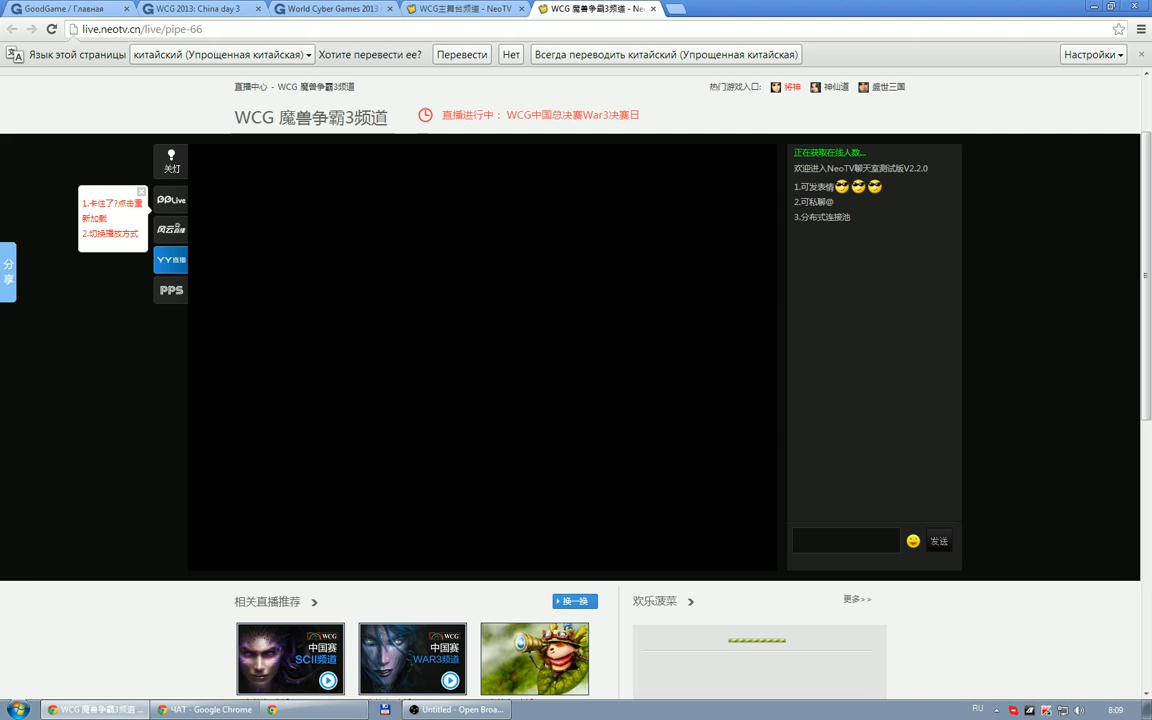 GoodGame / Главная
WCG 2013: China day 3
World Cyber Games 2013
WCG主舞台频道 - NeoTV
WCG 魔兽争霸3频道 - Ne
live.neotv.cn/live/pipe-66
Язык этой страницы
китайский (Упрощенная китайская)
Хотите перевести ее?
Перевести
Нет
Всегда переводить китайский (Упрощенная китайская)
Настройки
直播中心 - WCG 魔兽争霸3频道
热门游戏入口:
将神
神仙道
盛世三国
WCG 魔兽争霸3频道
直播进行中： WCG中国总决赛War3决赛日
关灯
1.卡住了?点击重
新加载
2.切换播放方式
Live
风云直播
YY直播
PPS
分
享
正在获取在线人数...
欢迎进入NeoTV聊天室测试版V2.2.0
1.可发表情
2.可私聊@
3.分布式连接池
发送
相关直播推荐
换一换
欢乐菠菜
更多>>
WCG
中国赛
SCII频道
WCG
中国赛
WAR3频道
WCG 魔兽争霸3频道 ...
ЧАТ - Google Chrome
Untitled - Open Broa...
RU
8:09